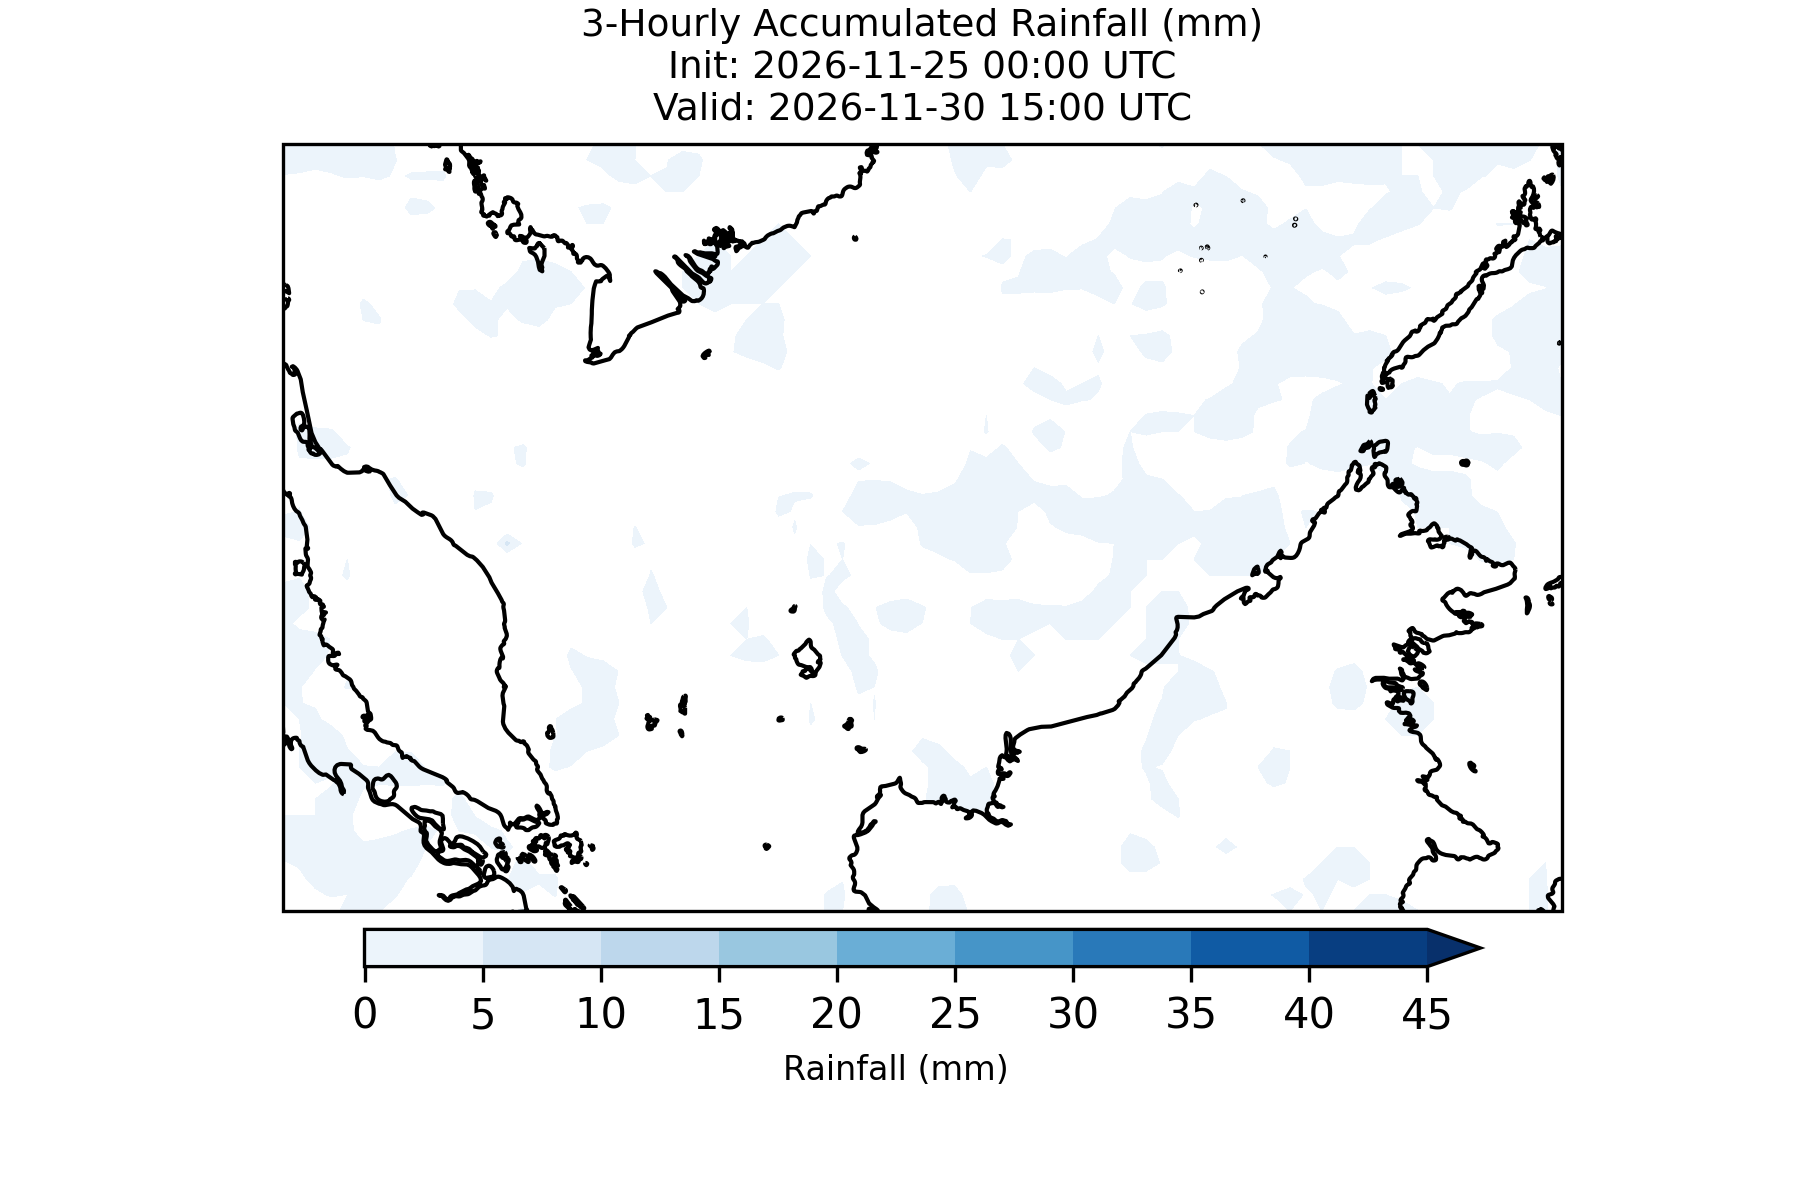 3-Hourly Accumulated Rainfall (mm)
Init: 2026-11-25 00:00 UTC
Valid: 2026-11-30 15:00 UTC
0 5 10 15 20 25 30 35 40 45
Rainfall (mm)